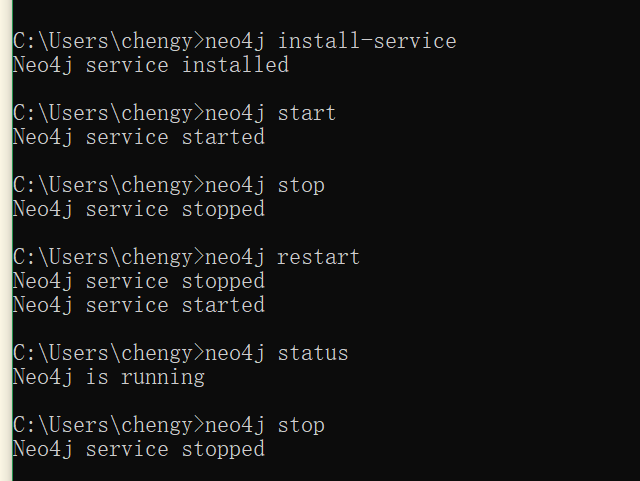 C:\Users\chengy>neo4j install-service
Neo4j service installed
C:\Users\chengy>neo4j start
Neo4j service started
C:\Users\chengy>neo4j stop
Neo4j service stopped
C:\Users\chengy>neo4j restart
Neo4j service stopped
Neo4j service started
C:\Users\chengy>neo4j status
Neo4j is running
C:\Users\chengy>neo4j stop
Neo4j service stopped